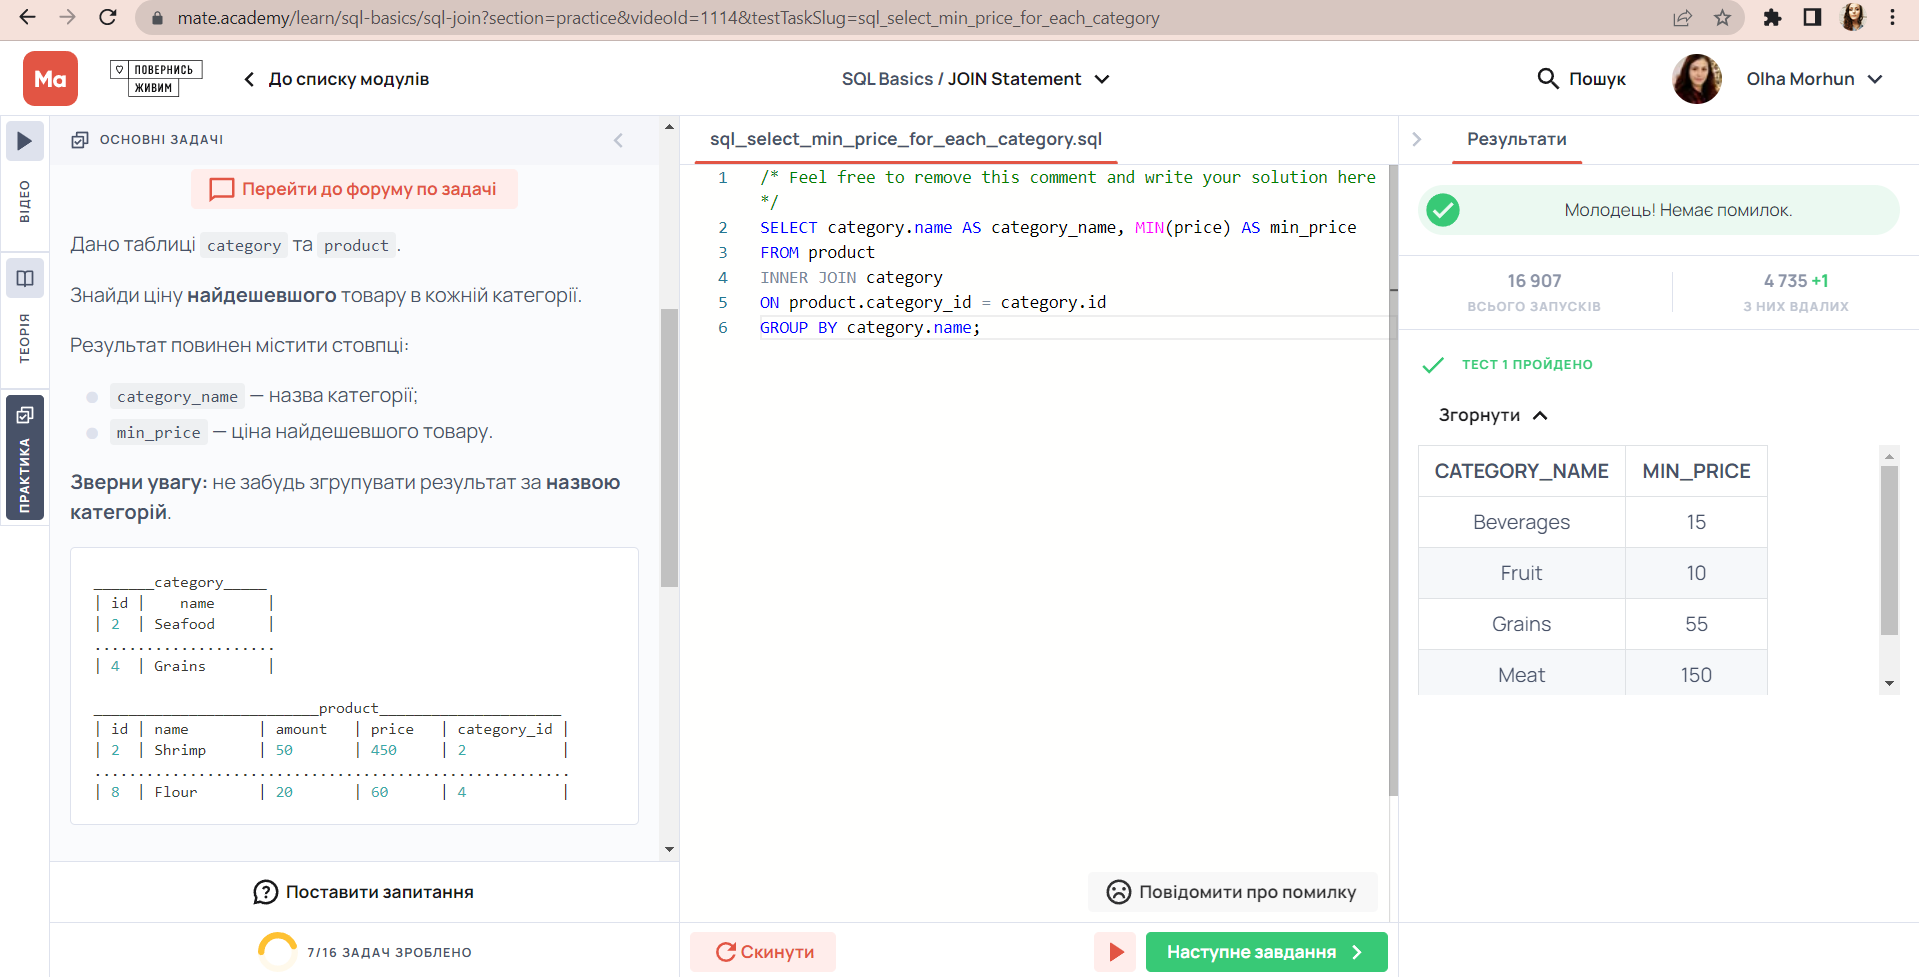 mate.academy/learn/sql-basics/sql-join?section=practice&videoId=1114&testTaskSlug=sql_select_min_price_for_each_category
Ma
ПОВЕРНИСЬ
ЖИВИМ
До списку модулів
SQL Basics / JOIN Statement
Пошук
Olha Morhun
ВІДЕО
ТЕОРІЯ
ПРАКТИКА
ОСНОВНІ ЗАДАЧІ
Перейти до форуму по задачі
Дано таблиці category та product .
Знайди ціну найдешевшого товару в кожній категорії.
Результат повинен містити стовпці:
category_name — назва категорії;
min_price — ціна найдешевшого товару.
Зверни увагу: не забудь згрупувати результат за назвою
категорій.
_______category_____
| id |    name      |
| 2  | Seafood      |
.....................
| 4  | Grains       |
__________________________product_____________________
| id | name         | amount   | price   | category_id |
| 2  | Shrimp       | 50       | 450     | 2           |
.......................................................
| 8  | Flour        | 20       | 60      | 4           |
Поставити запитання
7/16 ЗАДАЧ ЗРОБЛЕНО
sql_select_min_price_for_each_category.sql
1 /* Feel free to remove this comment and write your solution here
*/
2 SELECT category.name AS category_name, MIN(price) AS min_price
3 FROM product
4 INNER JOIN category
5 ON product.category_id = category.id
6 GROUP BY category.name;
Повідомити про помилку
Скинути
Наступне завдання
Результати
Молодець! Немає помилок.
16 907 4 735 +1
ВСЬОГО ЗАПУСКІВ З НИХ ВДАЛИХ
ТЕСТ 1 ПРОЙДЕНО
Згорнути
CATEGORY_NAME MIN_PRICE
Beverages 15
Fruit 10
Grains 55
Meat 150